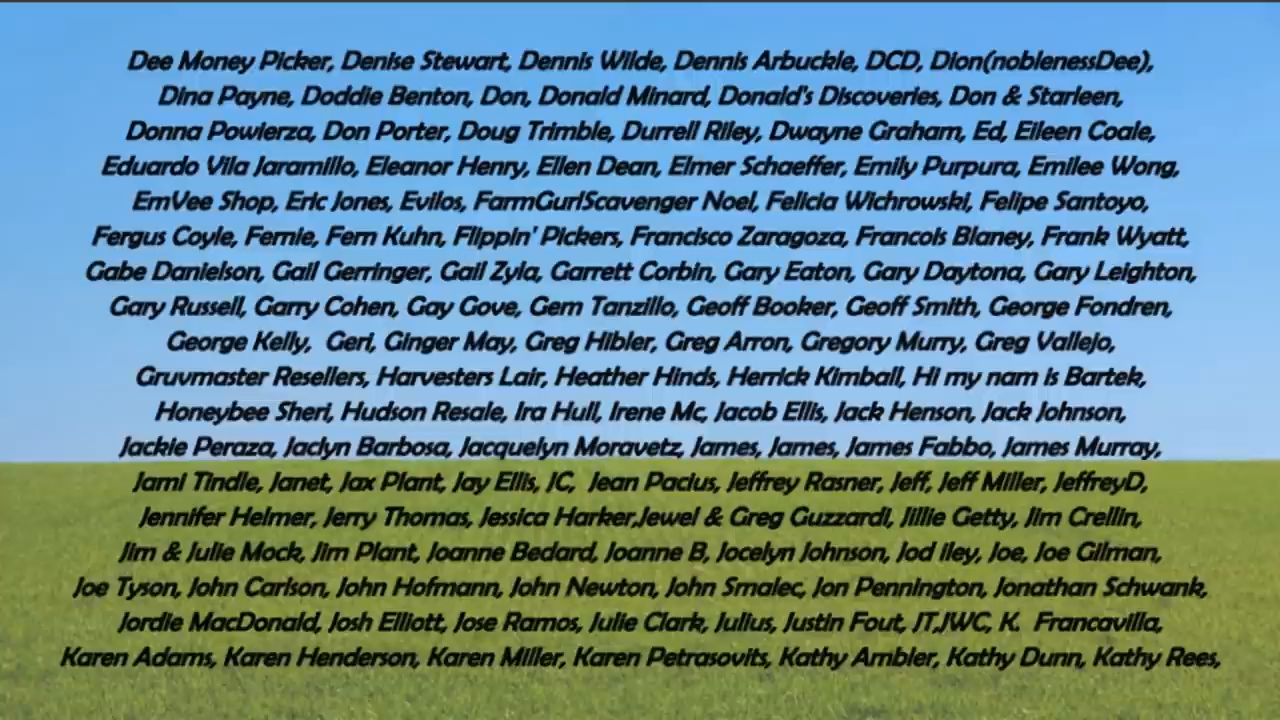 Dee Money Picker, Denise Stewart, Dennis Wilde, Dennis Arbuckle, DCD, Dion(noblenessDee),
Dina Payne, Doddie Benton, Don, Donald Minard, Donald's Discoveries, Don & Starleen,
Donna Powierza, Don Porter, Doug Trimble, Durrell Riley, Dwayne Graham, Ed, Eileen Coale,
Eduardo Vila Jaramillo, Eleanor Henry, Ellen Dean, Elmer Schaeffer, Emily Purpura, Emilee Wong,
EmVee Shop, Eric Jones, Evilos, FarmGurlScavenger Noel, Felicia Wichrowski, Felipe Santoyo,
Fergus Coyle, Fernie, Fern Kuhn, Flippin' Pickers, Francisco Zaragoza, Francois Blaney, Frank Wyatt,
Gabe Danielson, Gail Gerringer, Gail Zyla, Garrett Corbin, Gary Eaton, Gary Daytona, Gary Leighton,
Gary Russell, Garry Cohen, Gay Gove, Gem Tanzillo, Geoff Booker, Geoff Smith, George Fondren,
George Kelly,  Geri, Ginger May, Greg Hibler, Greg Arron, Gregory Murry, Greg Vallejo,
Gruvmaster Resellers, Harvesters Lair, Heather Hinds, Herrick Kimball, Hi my nam is Bartek,
Honeybee Sheri, Hudson Resale, Ira Hull, Irene Mc, Jacob Ellis, Jack Henson, Jack Johnson,
Jackie Peraza, Jaclyn Barbosa, Jacquelyn Moravetz, James, James, James Fabbo, James Murray,
Jami Tindle, Janet, Jax Plant, Jay Ellis, JC,  Jean Pacius, Jeffrey Rasner, Jeff, Jeff Miller, JeffreyD,
Jennifer Helmer, Jerry Thomas, Jessica Harker,Jewel & Greg Guzzardi, Jillie Getty, Jim Crellin,
Jim & Julie Mock, Jim Plant, Joanne Bedard, Joanne B, Jocelyn Johnson, Jod iley, Joe, Joe Gilman,
Joe Tyson, John Carlson, John Hofmann, John Newton, John Smalec, Jon Pennington, Jonathan Schwank,
Jordie MacDonald, Josh Elliott, Jose Ramos, Julie Clark, Julius, Justin Fout, JT,JWC, K.  Francavilla,
Karen Adams, Karen Henderson, Karen Miller, Karen Petrasovits, Kathy Ambler, Kathy Dunn, Kathy Rees,